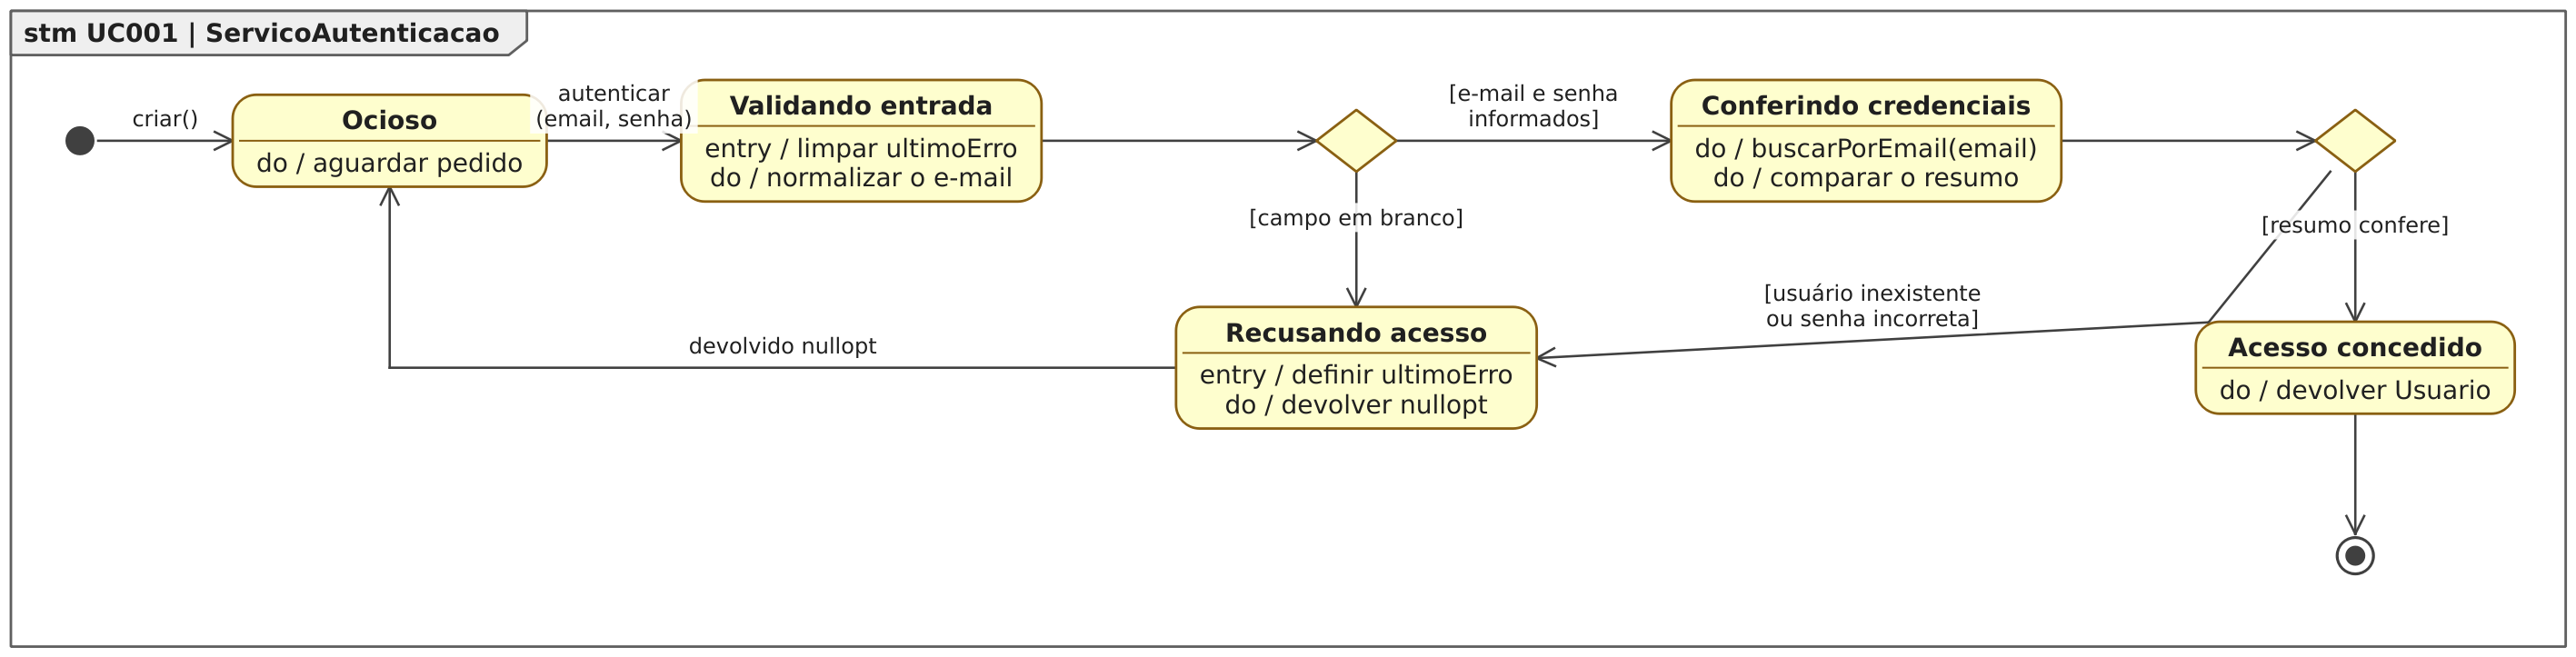 stm UC001 | ServicoAutenticacao
criar()
Ocioso
do / aguardar pedido
autenticar
(email, senha)
Validando entrada
entry / limpar ultimoErro
do / normalizar o e-mail
[e-mail e senha
informados]
Conferindo credenciais
do / buscarPorEmail(email)
do / comparar o resumo
[campo em branco]
[resumo confere]
[usuário inexistente
ou senha incorreta]
Recusando acesso
entry / definir ultimoErro
do / devolver nullopt
devolvido nullopt
Acesso concedido
do / devolver Usuario